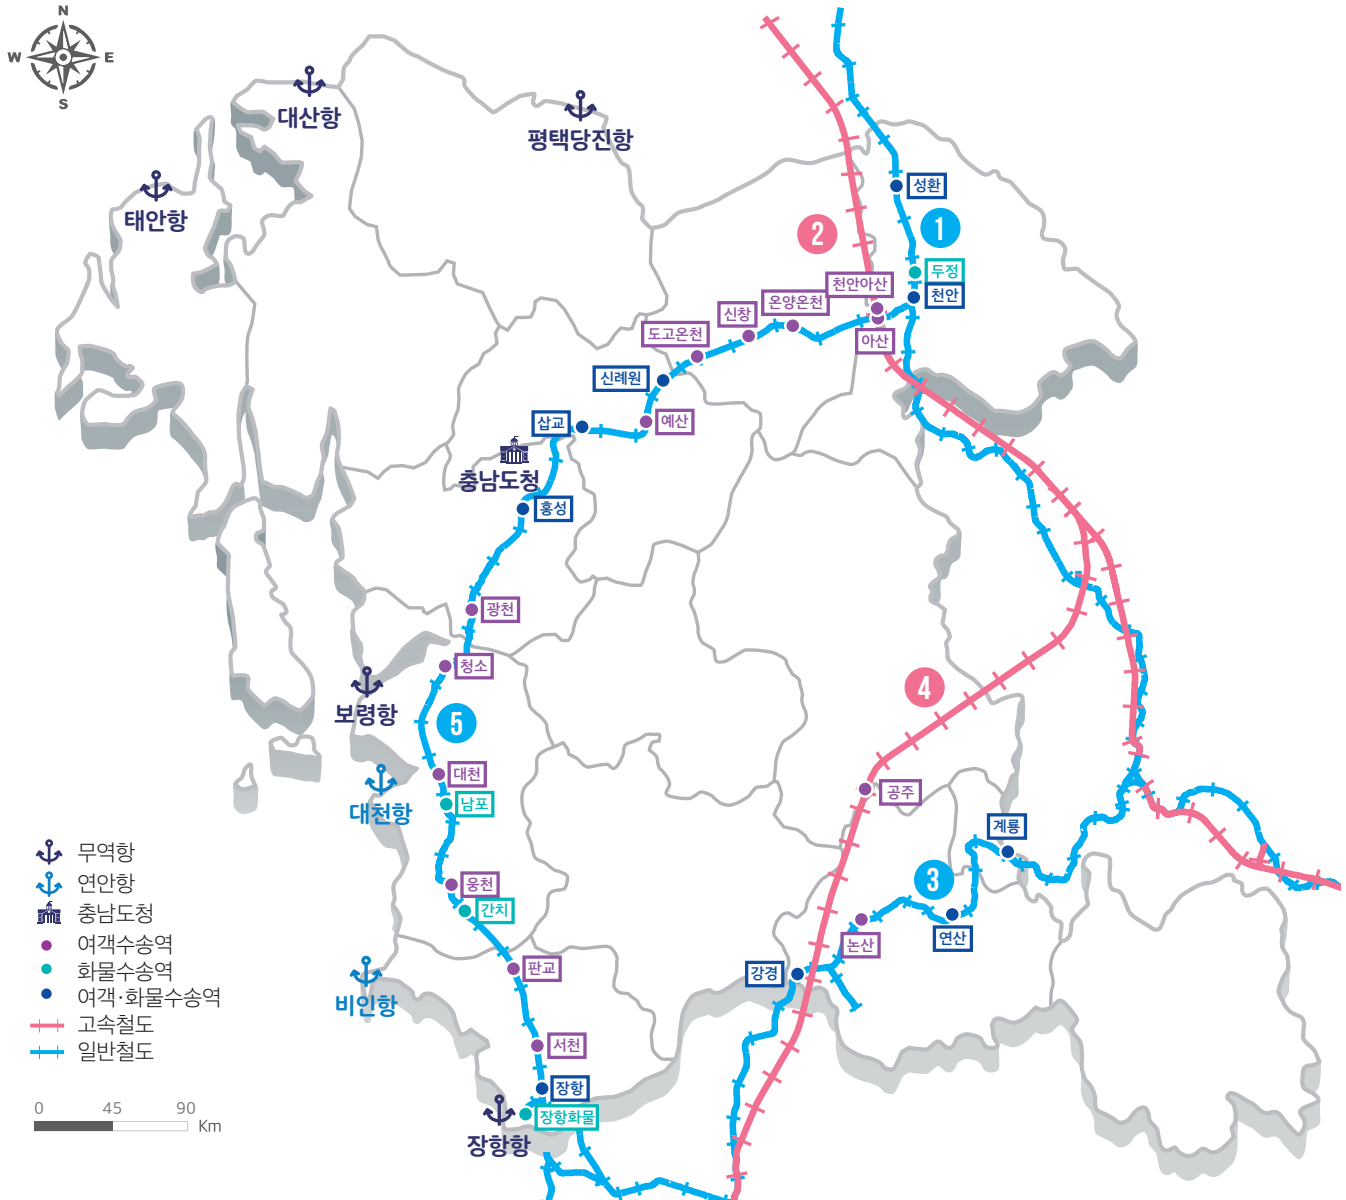 N
W
E
S
대산항
평택당진항
태안항
성환
1
2
두정
천안아산
천안
온양온천
신창
도고온천
아산
신례원
삽교
예산
충남도청
홍성
광천
청소
보령항
4
5
대천
대천항
남포
공주
계룡
3
웅천
간치
논산
연산
판교
강경
비인항
서천
장항
장항화물
장항항
무역항
연안항
충남도청
여객수송역
화물수송역
여객·화물수송역
고속철도
일반철도
0 45 90
Km